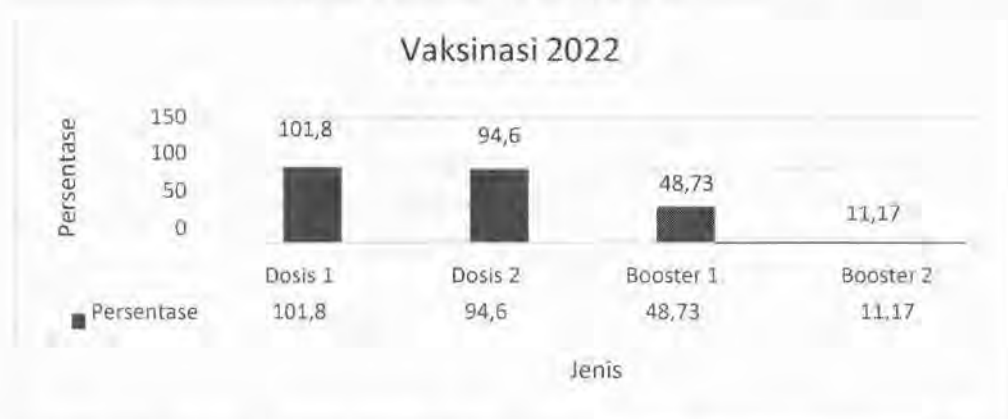 Vaksinasi 2022
Persentase
150
100
50
0
101,8
94,6
48,73
11,17
Dosis 1 Dosis 2 Booster 1 Booster 2
Persentase 101,8 94,6 48,73 11,17
Jenis